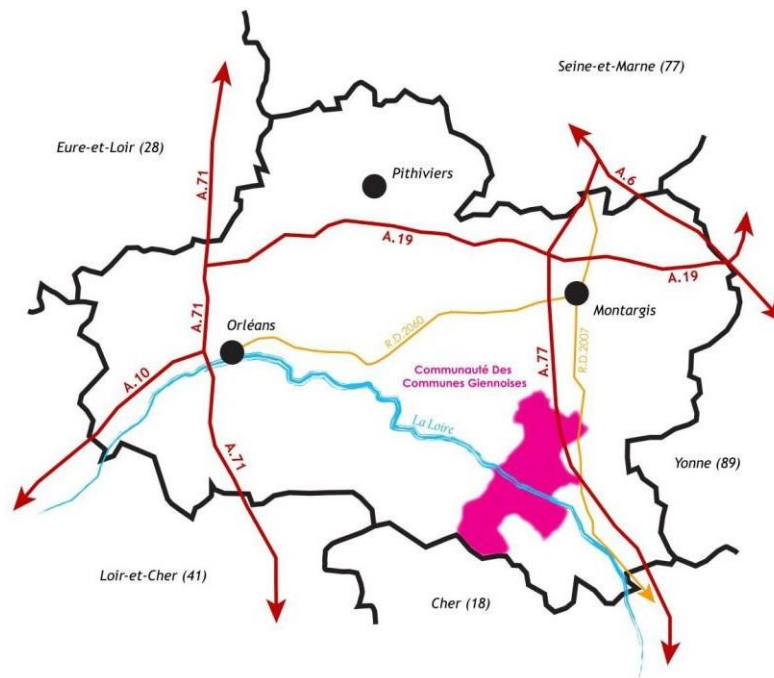 Seine-et-Marne (77)
Eure-et-Loir (28)
A.71
Pithiviers
A.6
A.19
A.19
A.71
Orléans
R.D.2060
Montargis
A.10
Communauté Des
Communes Giennoises
A.77
R.D.2007
La Loire
A.71
Yonne (89)
Loir-et-Cher (41)
Cher (18)